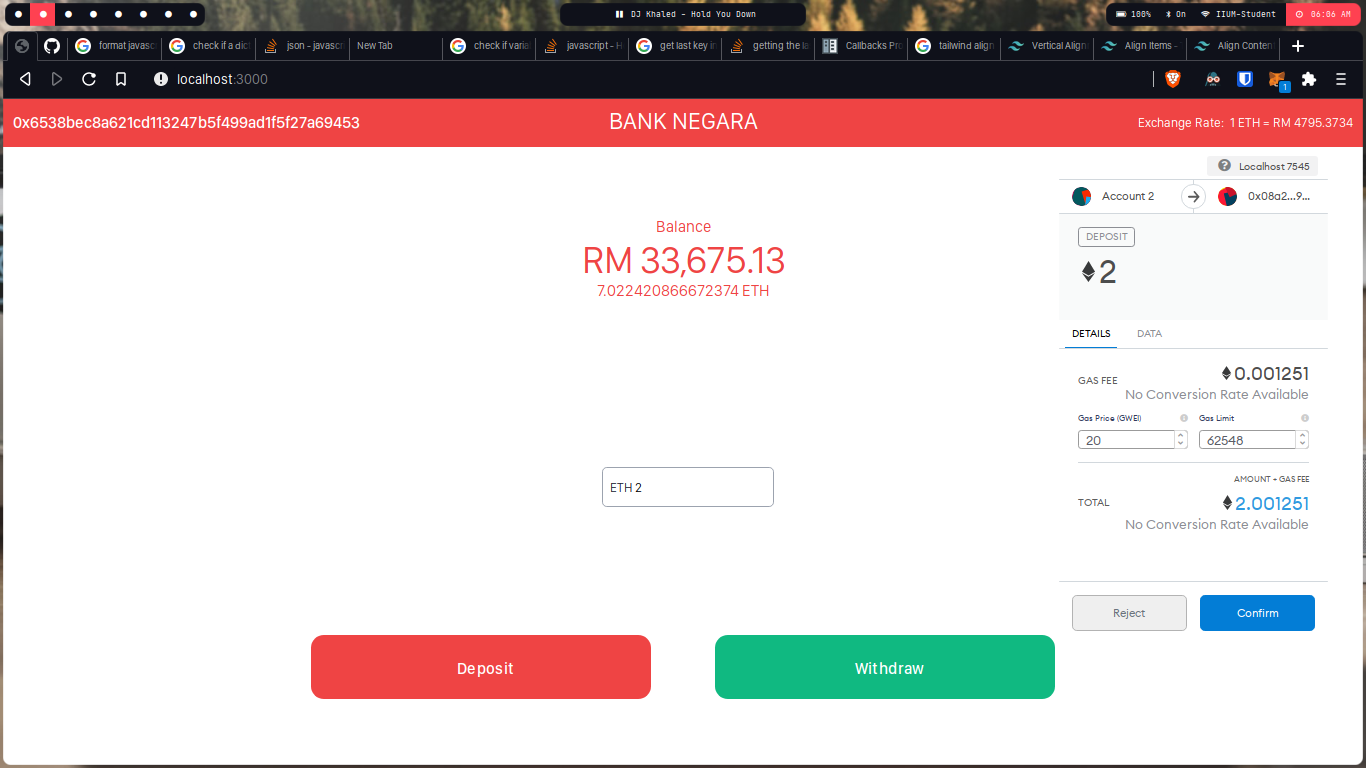 DJ Khaled - Hold You Down
100% On IIUM-Student 06:06 AM
format javasc check if a dict json - javasc New Tab check if varia javascript - H get last key in getting the la Callbacks Pro tailwind align Vertical Align Align Items - Align Content
localhost:3000
1
0x6538bec8a621cd113247b5f499ad1f5f27a69453 BANK NEGARA Exchange Rate: 1 ETH = RM 4795.3734
Localhost 7545
Account 2 0x08a2...9...
Balance
RM 33,675.13
7.022420866672374 ETH
DEPOSIT
2
DETAILS DATA
GAS FEE 0.001251
No Conversion Rate Available
Gas Price (GWEI) Gas Limit
20 62548
AMOUNT + GAS FEE
TOTAL 2.001251
No Conversion Rate Available
ETH 2
Reject Confirm
Deposit Withdraw